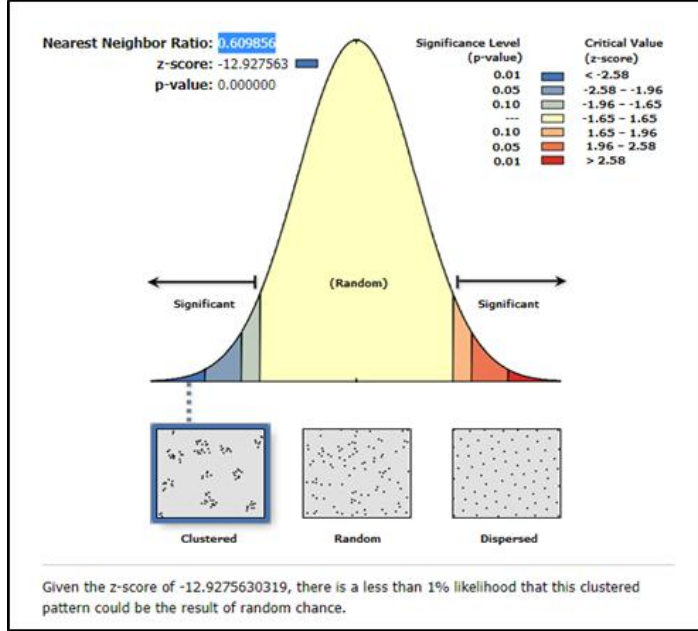 Nearest Neighbor Ratio: 0.609856
z-score: -12.927563
p-value: 0.000000
Significance Level
(p-value)
Critical Value
(z-score)
0.01 < -2.58
0.05 -2.58 – -1.96
0.10 -1.96 – -1.65
--- -1.65 – 1.65
0.10 1.65 – 1.96
0.05 1.96 – 2.58
0.01 > 2.58
(Random)
Significant
Significant
Clustered
Random
Dispersed
Given the z-score of -12.9275630319, there is a less than 1% likelihood that this clustered
pattern could be the result of random chance.